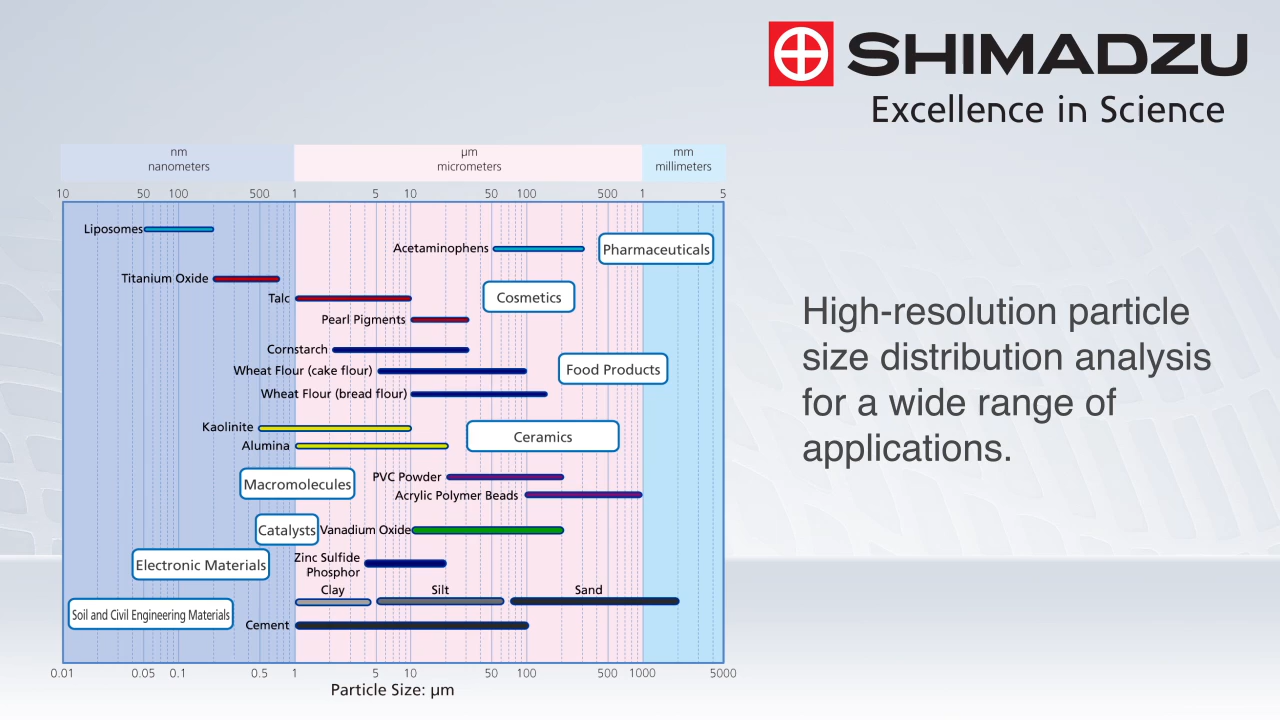 SHIMADZU
Excellence in Science
nm
nanometers
µm
micrometers
mm
millimeters
10 50 100 500 1 5 10 50 100 500 1 5
Liposomes
Acetaminophens
Pharmaceuticals
Titanium Oxide
Talc
Cosmetics
Pearl Pigments
Cornstarch
Wheat Flour (cake flour)
Food Products
Wheat Flour (bread flour)
Kaolinite
Ceramics
Alumina
PVC Powder
Macromolecules
Acrylic Polymer Beads
Catalysts
Vanadium Oxide
Zinc Sulfide
Phosphor
Electronic Materials
Clay
Silt
Sand
Soil and Civil Engineering Materials
Cement
0.01 0.05 0.1 0.5 1 5 10 50 100 500 1000 5000
Particle Size: µm
High-resolution particle
size distribution analysis
for a wide range of
applications.